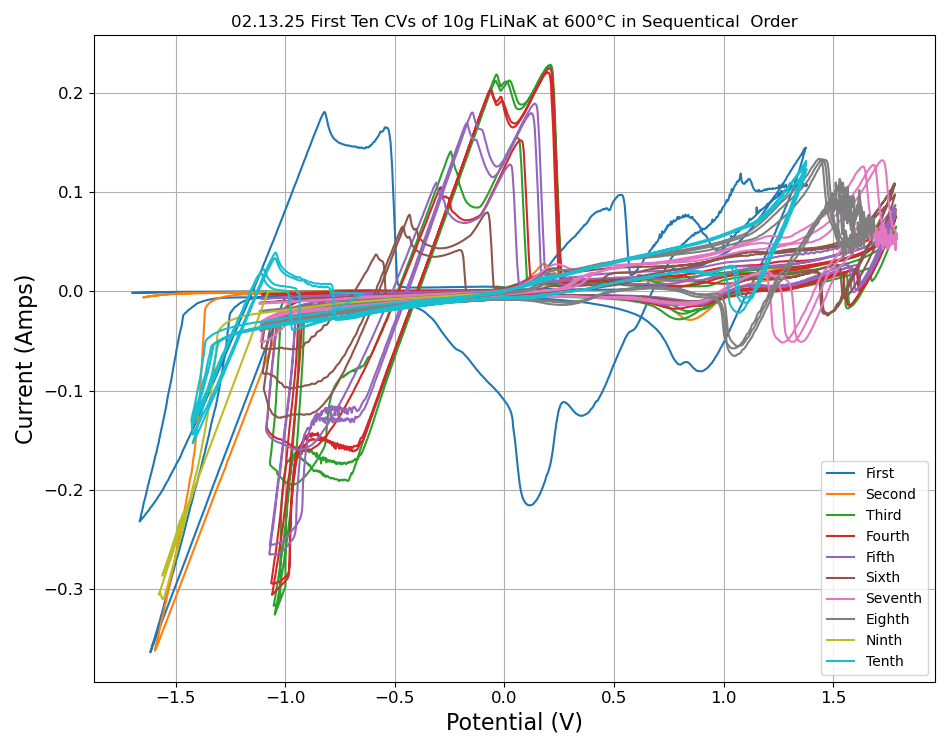 02.13.25 First Ten CVs of 10g FLiNaK at 600°C in Sequentical  Order
Current (Amps)
0.2
0.1
0.0
−0.1
−0.2
−0.3
−1.5 −1.0 −0.5 0.0 0.5 1.0 1.5
Potential (V)
First
Second
Third
Fourth
Fifth
Sixth
Seventh
Eighth
Ninth
Tenth